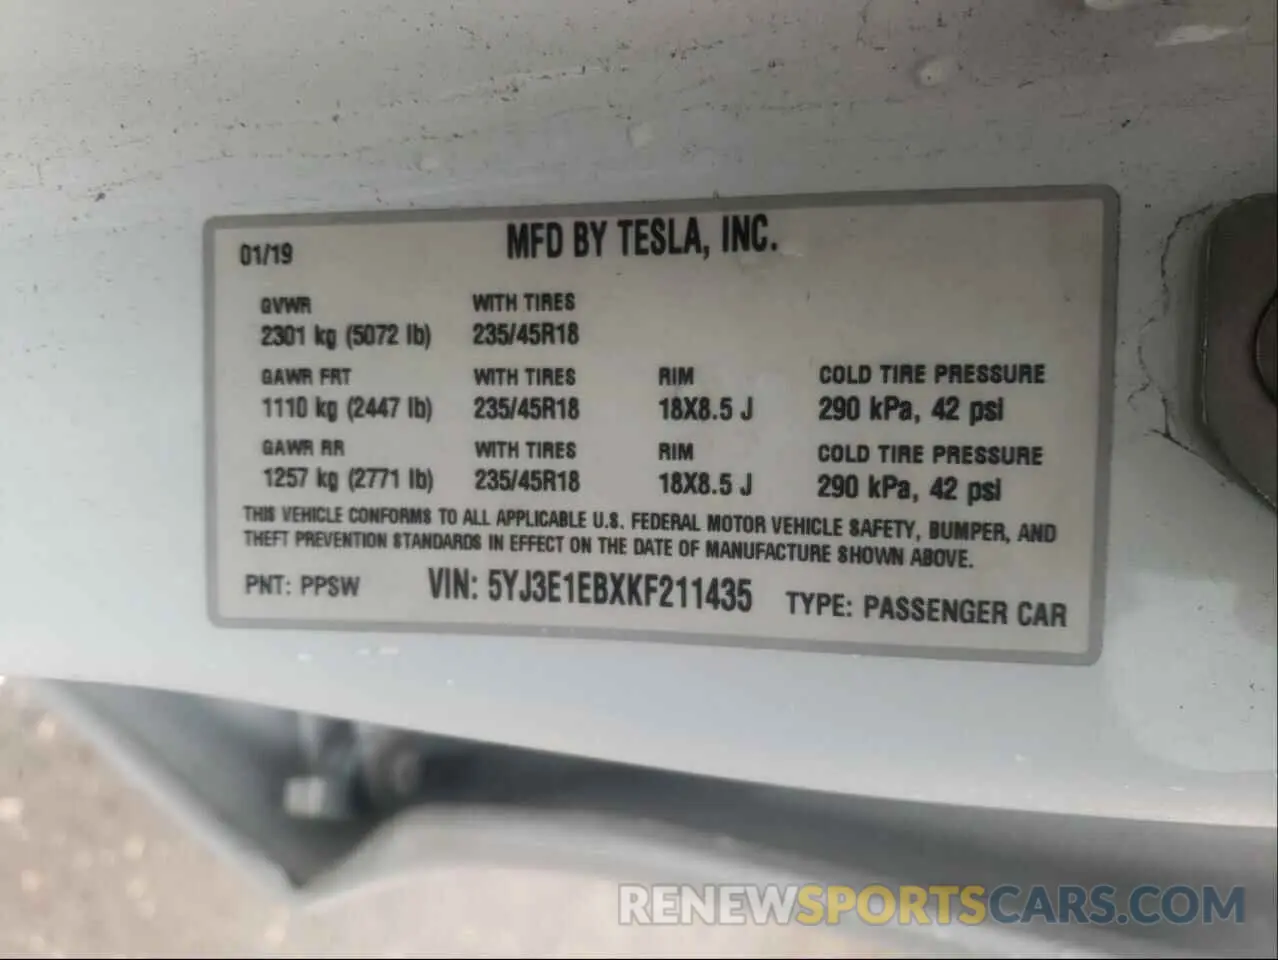 01/19 MFD BY TESLA, INC.
GVWR WITH TIRES
2301 kg (5072 lb) 235/45R18
GAWR FRT WITH TIRES RIM COLD TIRE PRESSURE
1110 kg (2447 lb) 235/45R18 18X8.5 J 290 kPa, 42 psi
GAWR RR WITH TIRES RIM COLD TIRE PRESSURE
1257 kg (2771 lb) 235/45R18 18X8.5 J 290 kPa, 42 psi
THIS VEHICLE CONFORMS TO ALL APPLICABLE U.S. FEDERAL MOTOR VEHICLE SAFETY, BUMPER, AND
THEFT PREVENTION STANDARDS IN EFFECT ON THE DATE OF MANUFACTURE SHOWN ABOVE.
PNT: PPSW VIN: 5YJ3E1EBXKF211435 TYPE: PASSENGER CAR
RENEWSPORTSCARS.COM